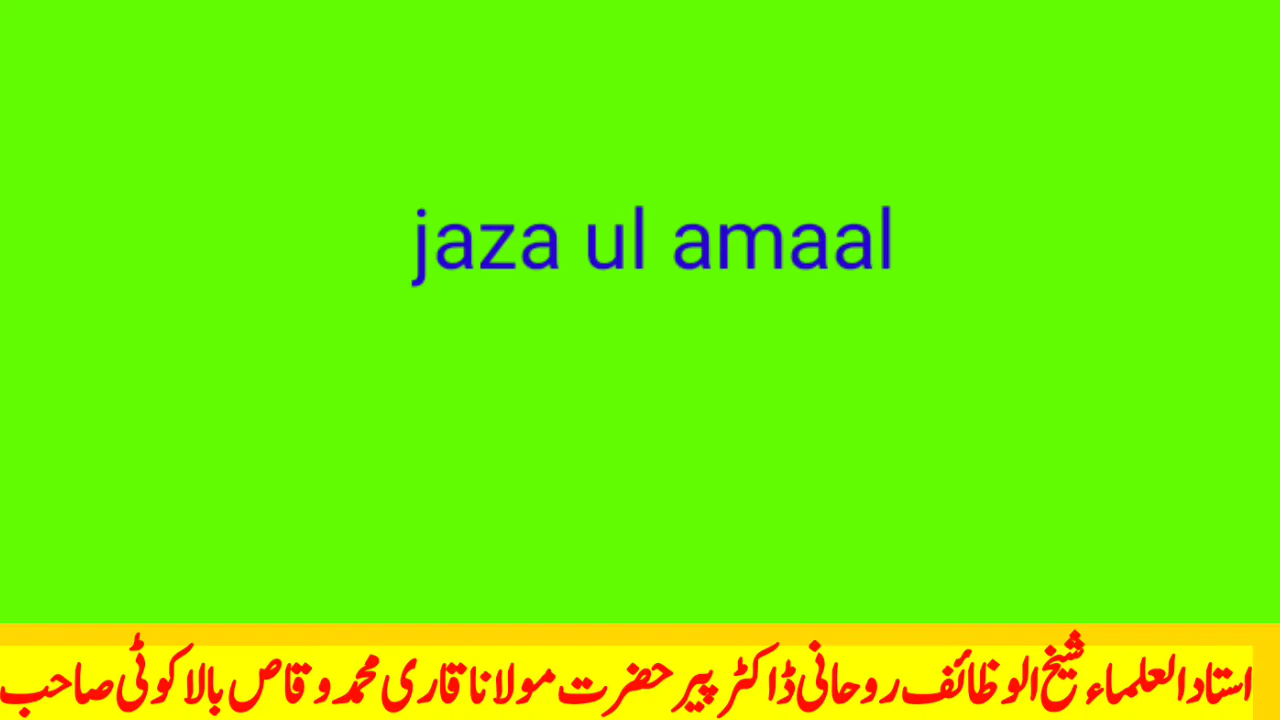 jaza ul amaal
استاد العلماء شیخ الوظائف روحانی ڈاکٹر پیر حضرت مولانا قاری محمد وقاص بالاکوٹی صاحب